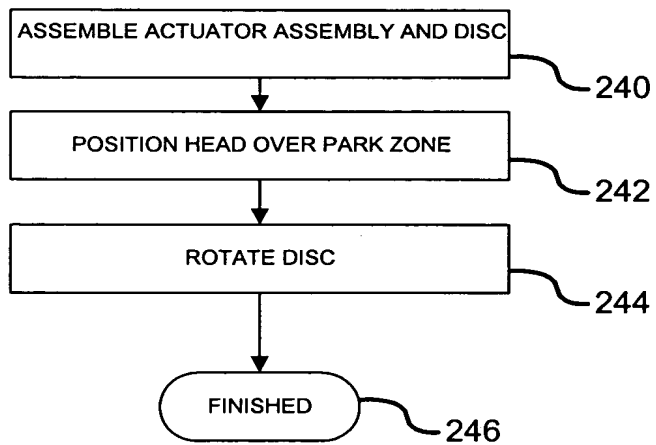 ASSEMBLE ACTUATOR ASSEMBLY AND DISC
240
POSITION HEAD OVER PARK ZONE
242
ROTATE DISC
244
FINISHED
246